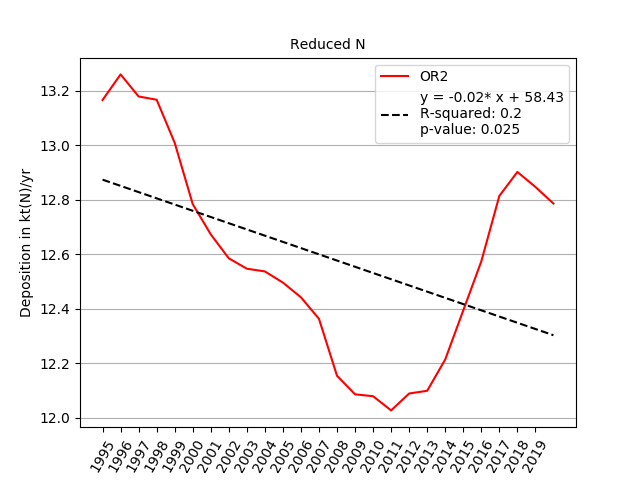 Reduced N
OR2
y = -0.02* x + 58.43
R-squared: 0.2
p-value: 0.025
Deposition in kt(N)/yr
13.2
13.0
12.8
12.6
12.4
12.2
12.0
1995 1996 1997 1998 1999 2000 2001 2002 2003 2004 2005 2006 2007 2008 2009 2010 2011 2012 2013 2014 2015 2016 2017 2018 2019